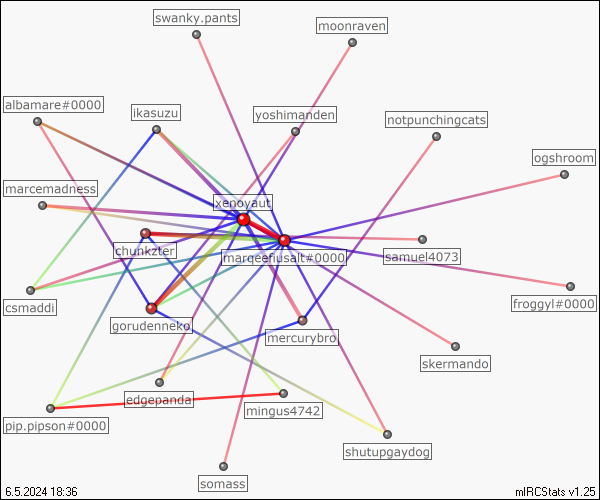 swanky.pants
moonraven
albamare#0000
ikasuzu
yoshimanden
notpunchingcats
ogshroom
marcemadness
xenoyaut
chunkzter
marqeefiusalt#0000
samuel4073
csmaddi
froggyl#0000
gorudenneko
mercurybro
skermando
edgepanda
mingus4742
pip.pipson#0000
shutupgaydog
somass
6.5.2024 18:36
mIRCStats v1.25